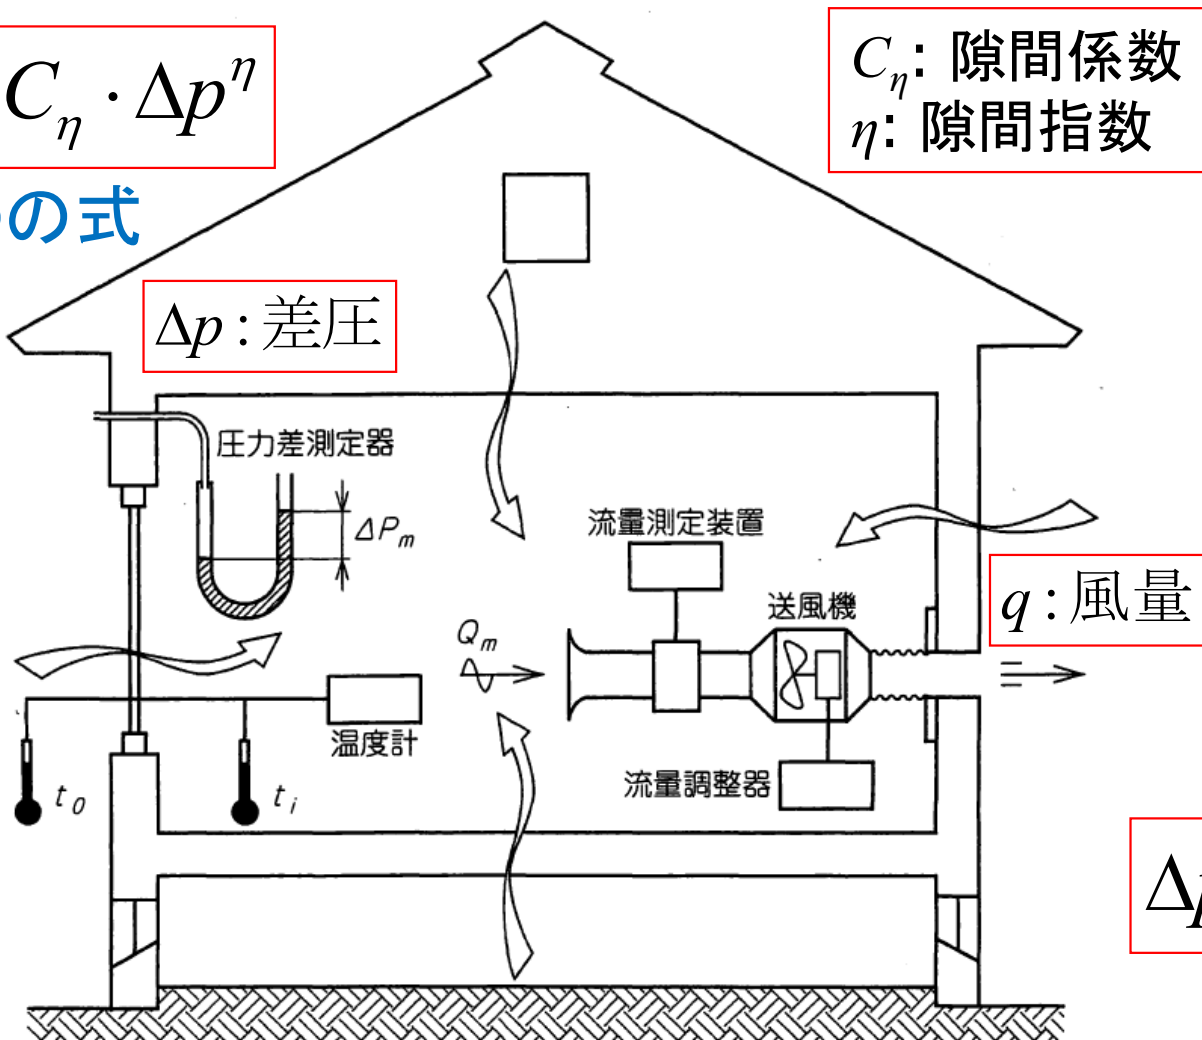 C_η · Δp^η
C_η: 隙間係数
η: 隙間指数
の式
Δp : 差圧
圧力差測定器
ΔP_m
流量測定装置
送風機
q : 風量
Q_m
温度計
流量調整器
t_0
t_i
Δp